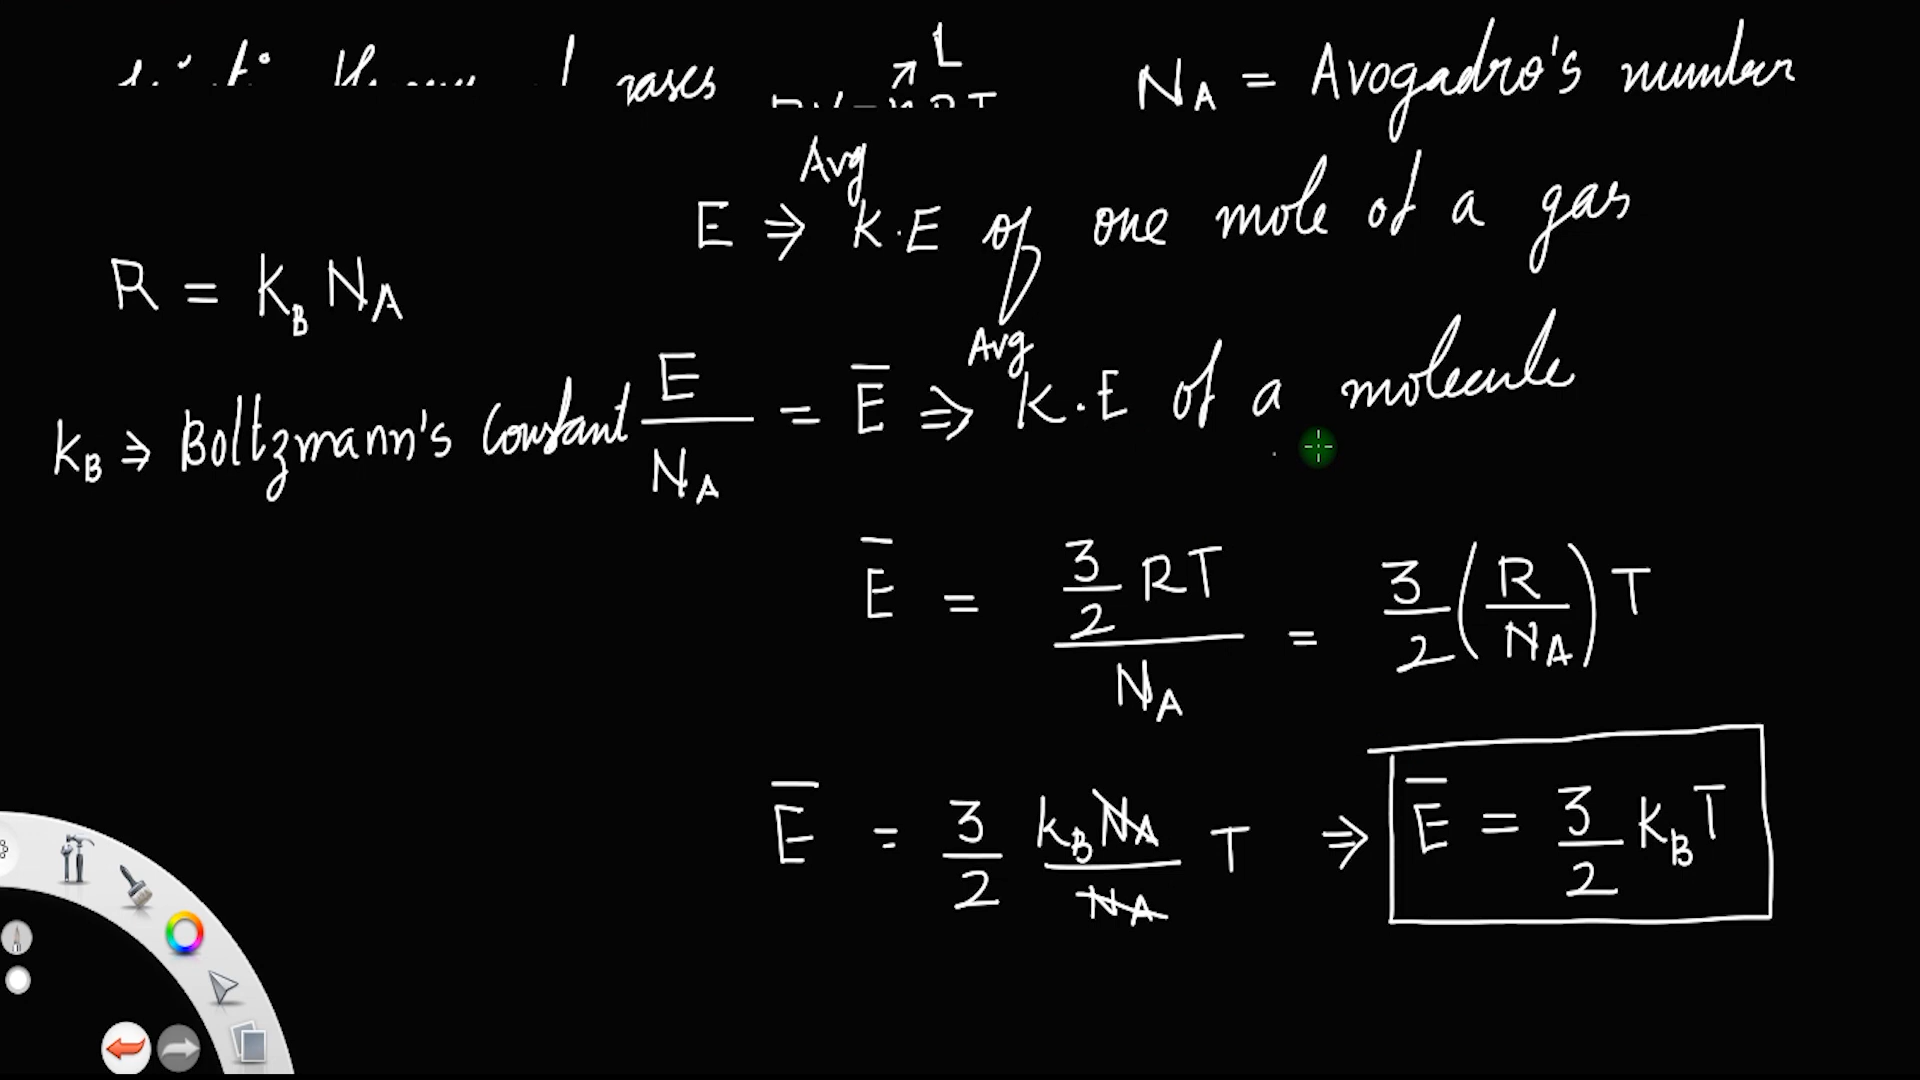 gases L N_A = Avogadro's number
Avg
E ⇒ K.E of one mole of a gas
R = K_B N_A
Avg
E/N_A = Ē ⇒ K.E of a molecule
K_B ⇒ Boltzmann's Constant
Ē = (3/2 RT)/N_A = 3/2 (R/N_A) T
Ē = 3/2 (K_B N_A)/N_A T ⇒ Ē = 3/2 K_B T